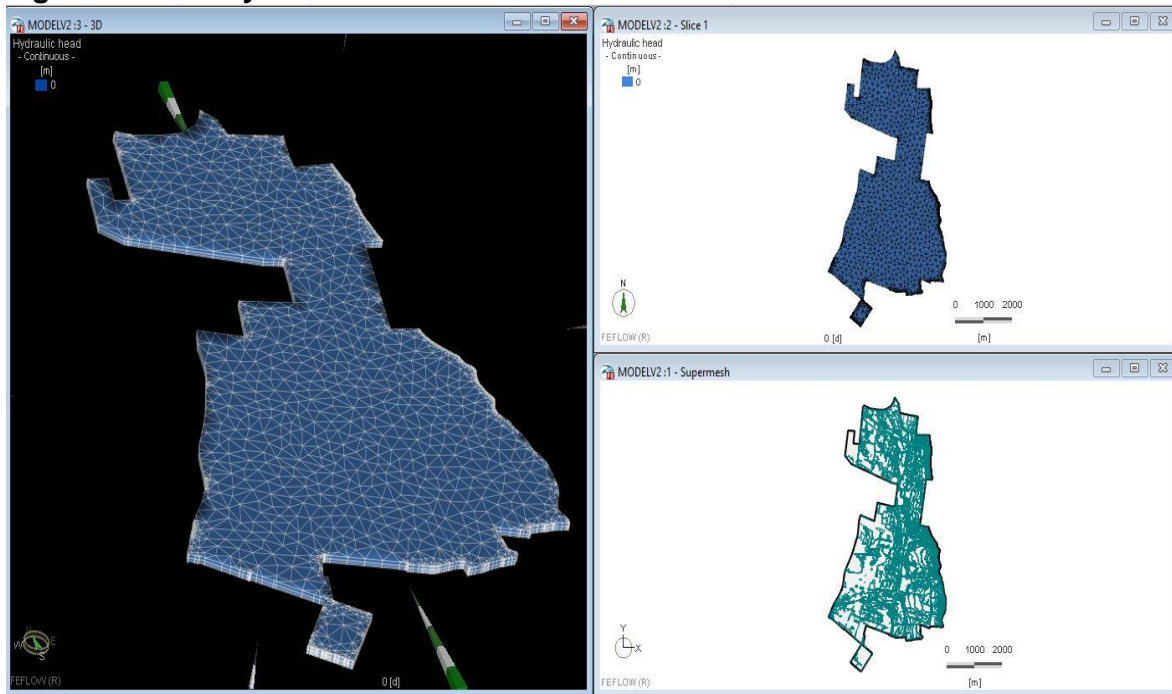 MODELV2 :3 - 3D
Hydraulic head
- Continuous -
[m]
0
W
E
S
FEFLOW (R)
0 [d]
MODELV2 :2 - Slice 1
Hydraulic head
- Continuous -
[m]
0
N
0 1000 2000
FEFLOW (R)
0 [d]
[m]
MODELV2 :1 - Supermesh
Y
X
0 1000 2000
FEFLOW (R)
[m]